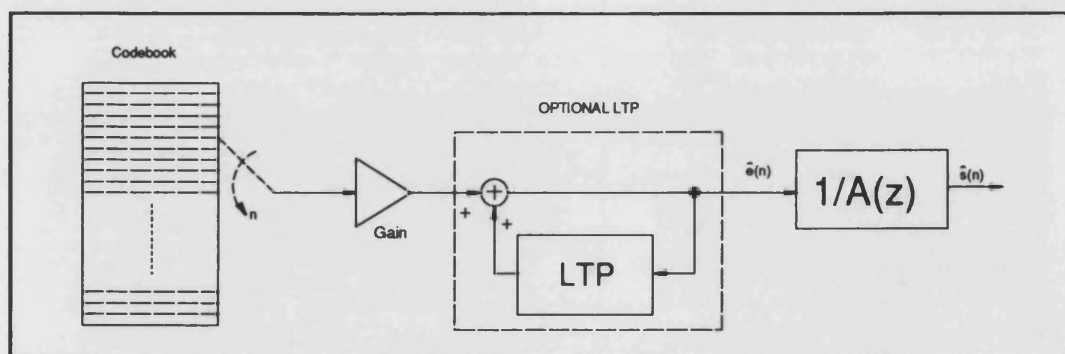 Codebook
OPTIONAL LTP
n
Gain
+
+
+
LTP
ê(n)
1/A(z)
ŝ(n)